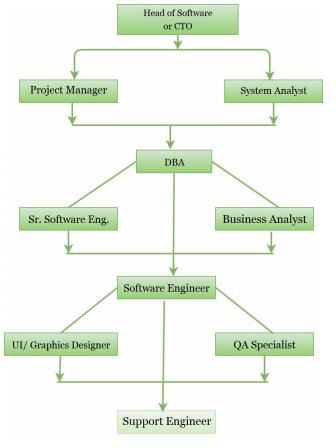 Head of Software
or CTO
Project Manager
System Analyst
DBA
Sr. Software Eng.
Business Analyst
Software Engineer
UI/ Graphics Designer
QA Specialist
Support Engineer